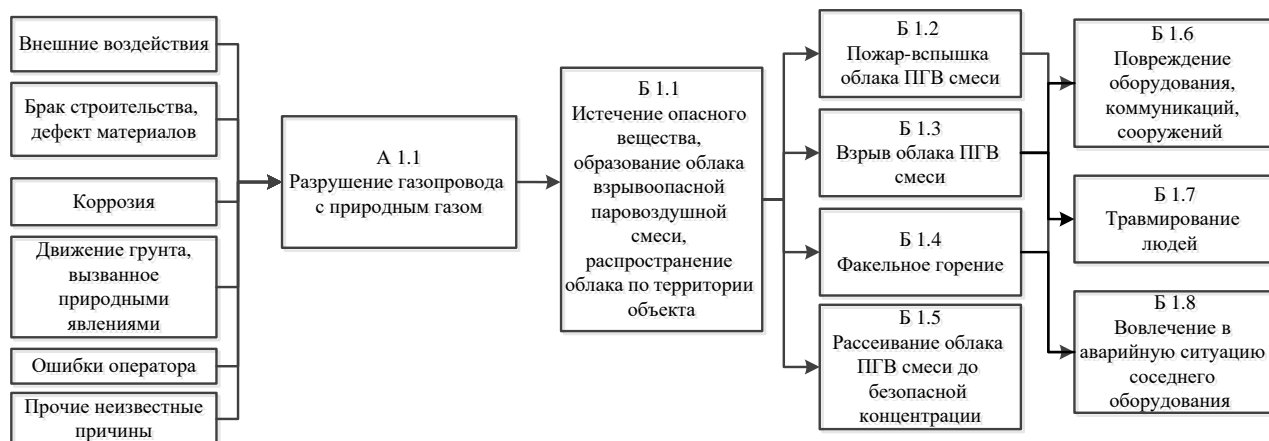 Внешние воздействия
Брак строительства,
дефект материалов
Коррозия
Движение грунта,
вызванное
природными
явлениями
Ошибки оператора
Прочие неизвестные
причины
А 1.1
Разрушение газопровода
с природным газом
Б 1.1
Истечение опасного
вещества,
образование облака
взрывоопасной
паровоздушной
смеси,
распространение
облака по территории
объекта
Б 1.2
Пожар-вспышка
облака ПГВ смеси
Б 1.3
Взрыв облака ПГВ
смеси
Б 1.4
Факельное горение
Б 1.5
Рассеивание облака
ПГВ смеси до
безопасной
концентрации
Б 1.6
Повреждение
оборудования,
коммуникаций,
сооружений
Б 1.7
Травмирование
людей
Б 1.8
Вовлечение в
аварийную ситуацию
соседнего
оборудования